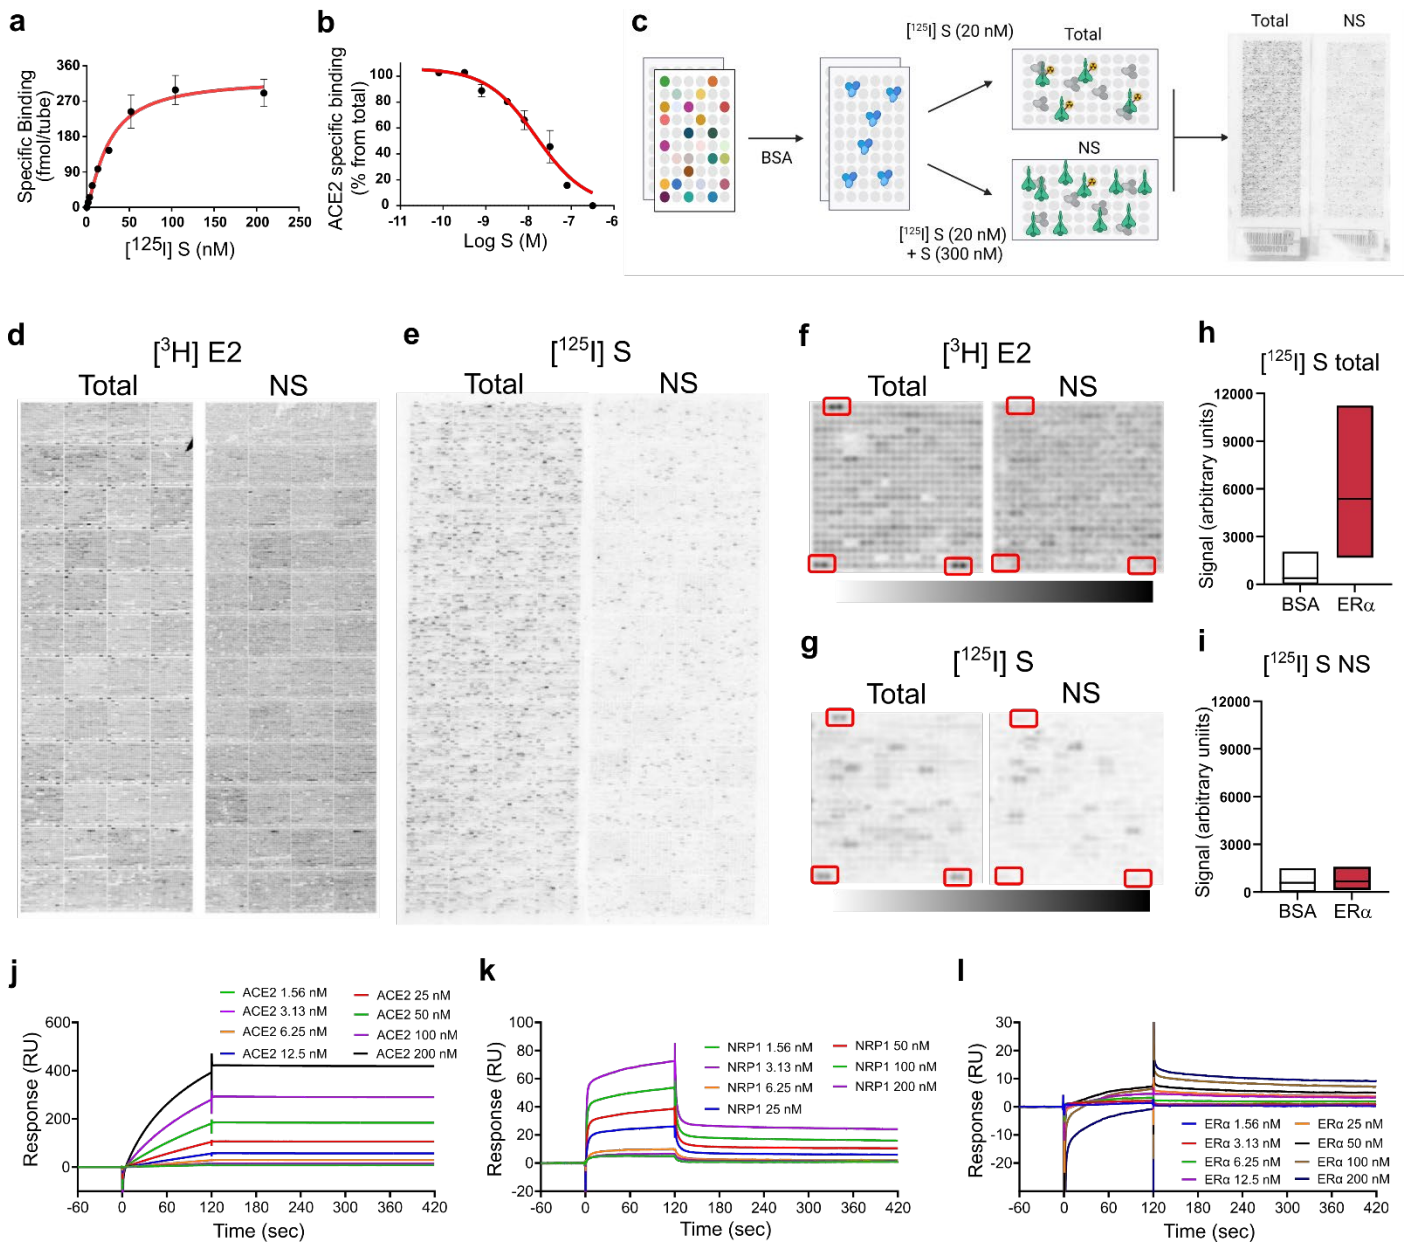 a
Specific Binding
(fmol/tube)
360
270
180
90
0
0
50
100
150
200
250
[125I] S (nM)
b
ACE2 specific binding
(% from total)
100
80
60
40
20
0
-11
-10
-9
-8
-7
-6
Log S (M)
c
BSA
[125I] S (20 nM)
Total
NS
[125I] S (20 nM)
+ S (300 nM)
Total
NS
d
[3H] E2
Total
NS
e
[125I] S
Total
NS
f
[3H] E2
Total
NS
g
[125I] S
Total
NS
h
[125I] S total
Signal (arbitrary units)
12000
9000
6000
3000
0
BSA
ERα
i
[125I] S NS
Signal (arbitrary uniits)
12000
9000
6000
3000
0
BSA
ERα
j
ACE2 1.56 nM
ACE2 3.13 nM
ACE2 6.25 nM
ACE2 12.5 nM
ACE2 25 nM
ACE2 50 nM
ACE2 100 nM
ACE2 200 nM
Response (RU)
600
400
200
0
-60
0
60
120
180
240
300
360
420
Time (sec)
k
NRP1 1.56 nM
NRP1 3.13 nM
NRP1 6.25 nM
NRP1 25 nM
NRP1 50 nM
NRP1 100 nM
NRP1 200 nM
Response (RU)
100
80
60
40
20
0
-20
-60
0
60
120
180
240
300
360
420
Time (sec)
l
Response (RU)
30
20
10
0
-10
-20
ERα 1.56 nM
ERα 3.13 nM
ERα 6.25 nM
ERα 12.5 nM
ERα 25 nM
ERα 50 nM
ERα 100 nM
ERα 200 nM
-60
0
60
120
180
240
300
360
420
Time (sec)